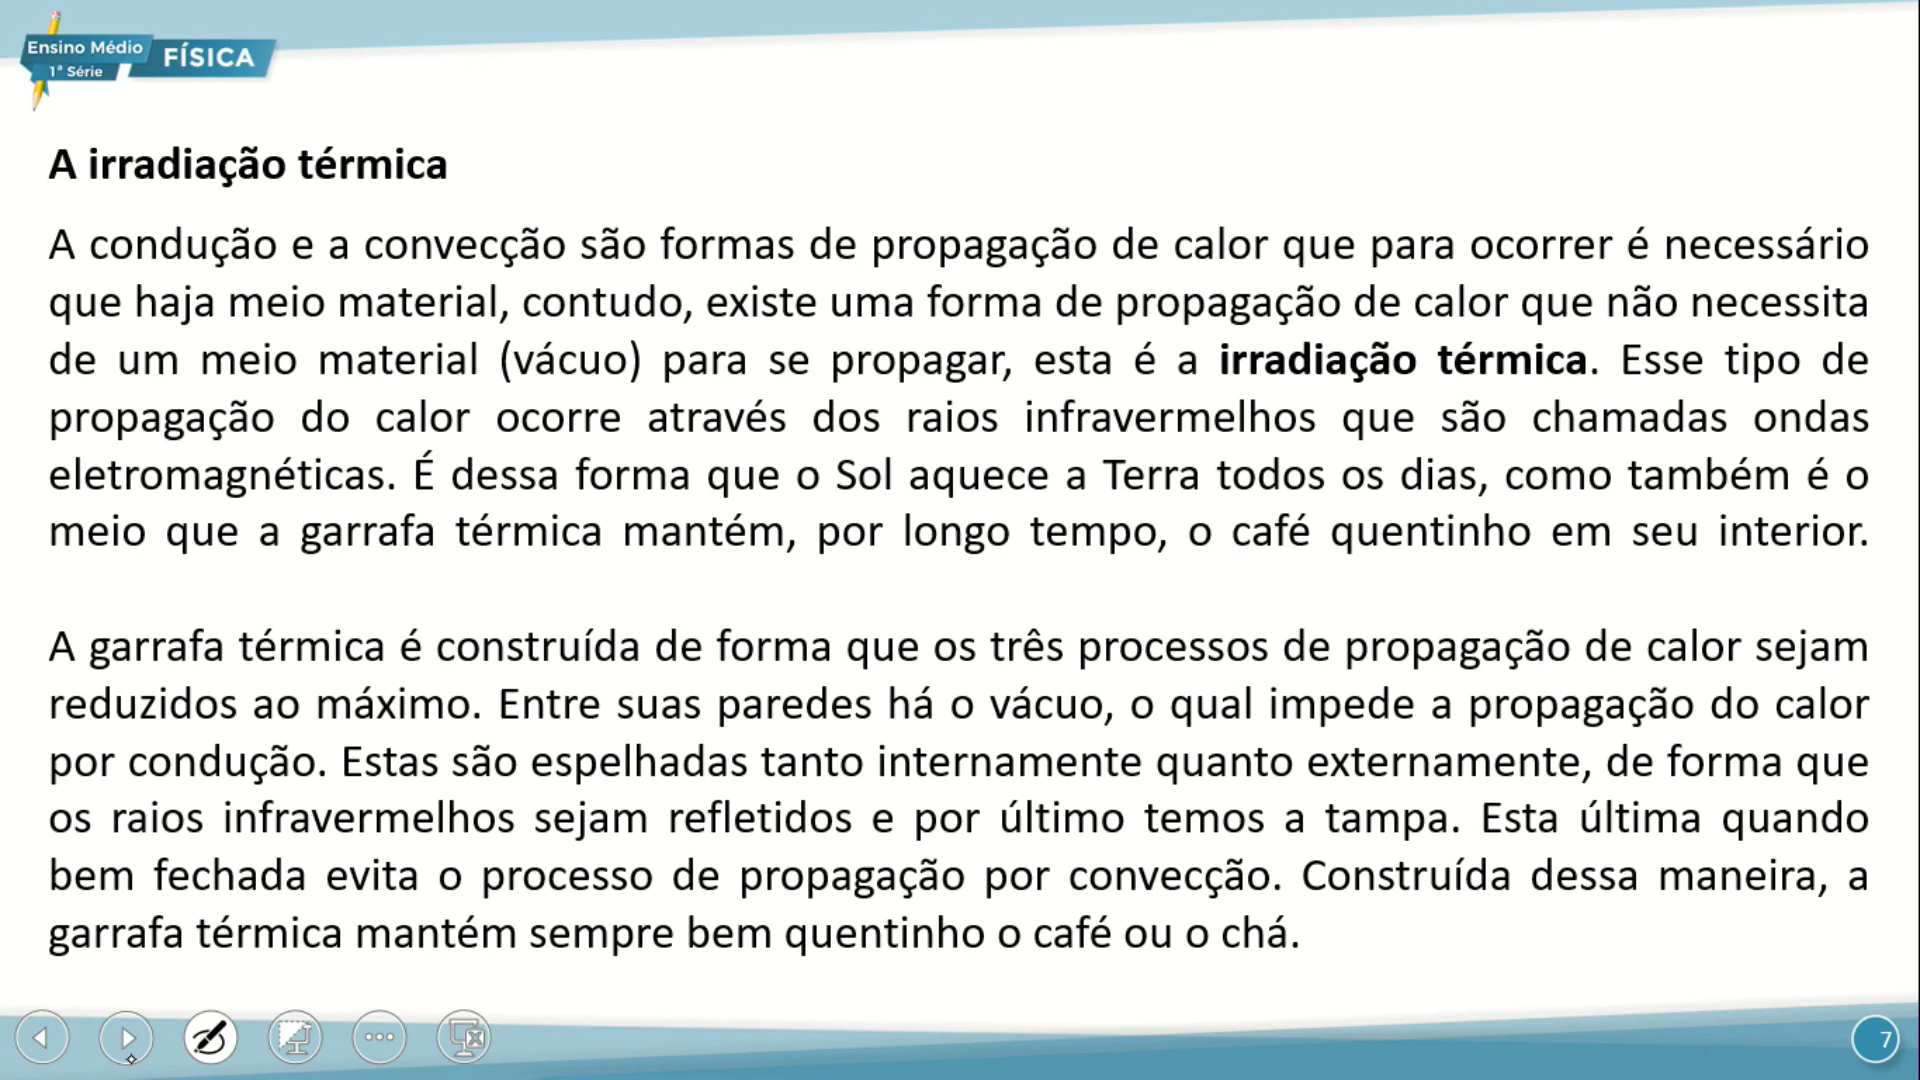 Ensino Médio
1ª Série
FÍSICA
A irradiação térmica
A condução e a convecção são formas de propagação de calor que para ocorrer é necessário
que haja meio material, contudo, existe uma forma de propagação de calor que não necessita
de um meio material (vácuo) para se propagar, esta é a irradiação térmica. Esse tipo de
propagação do calor ocorre através dos raios infravermelhos que são chamadas ondas
eletromagnéticas. É dessa forma que o Sol aquece a Terra todos os dias, como também é o
meio que a garrafa térmica mantém, por longo tempo, o café quentinho em seu interior.
A garrafa térmica é construída de forma que os três processos de propagação de calor sejam
reduzidos ao máximo. Entre suas paredes há o vácuo, o qual impede a propagação do calor
por condução. Estas são espelhadas tanto internamente quanto externamente, de forma que
os raios infravermelhos sejam refletidos e por último temos a tampa. Esta última quando
bem fechada evita o processo de propagação por convecção. Construída dessa maneira, a
garrafa térmica mantém sempre bem quentinho o café ou o chá.
7